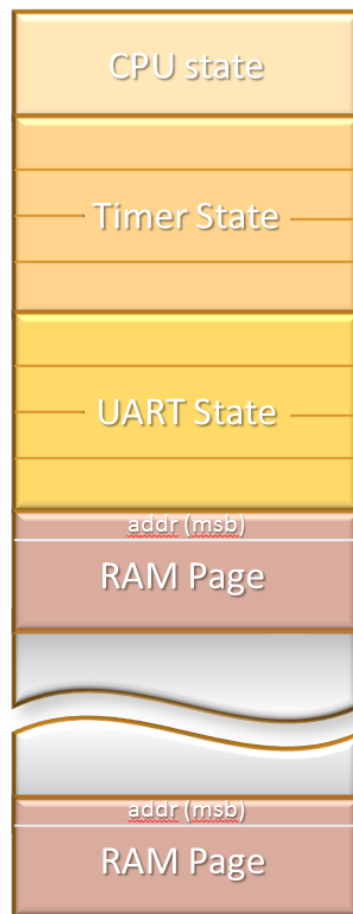 CPU state
Timer State
UART State
addr (msb)
RAM Page
addr (msb)
RAM Page